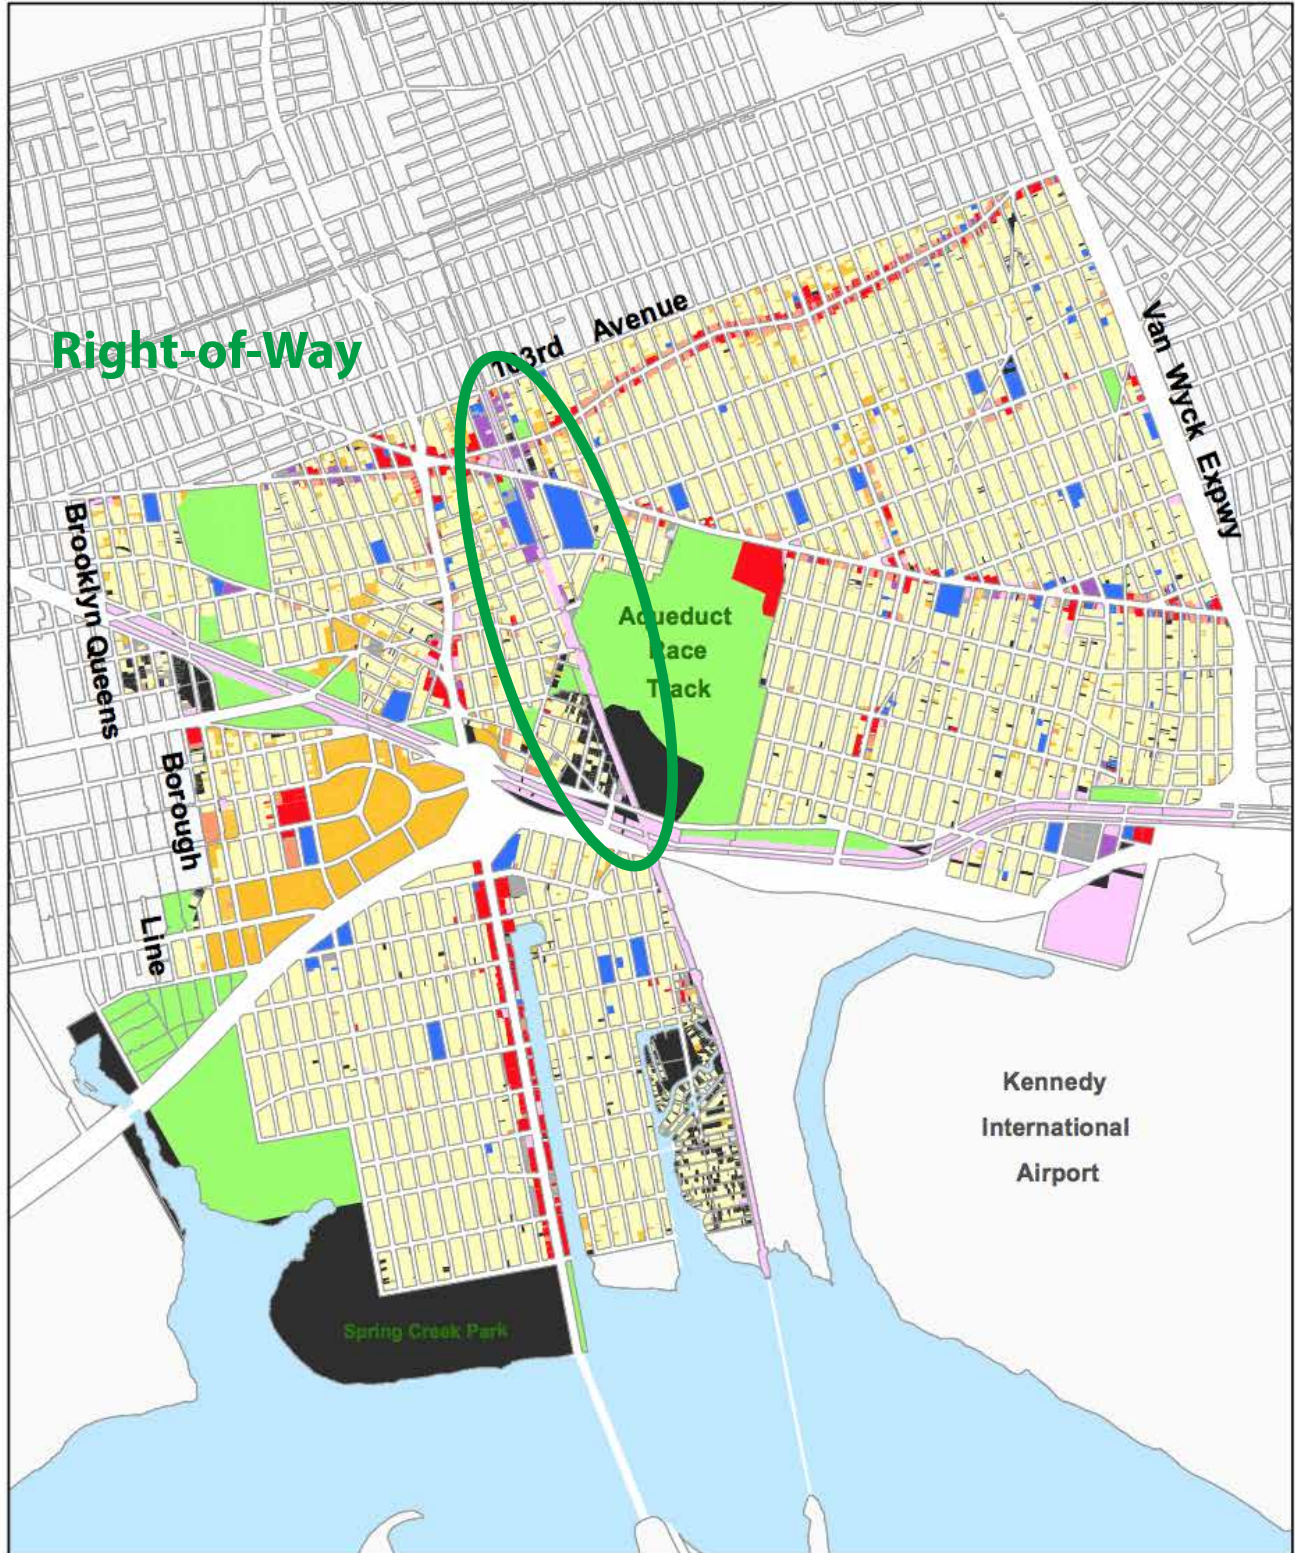 103rd Avenue
Right-of-Way
Van Wyck Expwy
Brooklyn Queens
Borough
Line
Aqueduct
Race
Track
Kennedy
International
Airport
Spring Creek Park